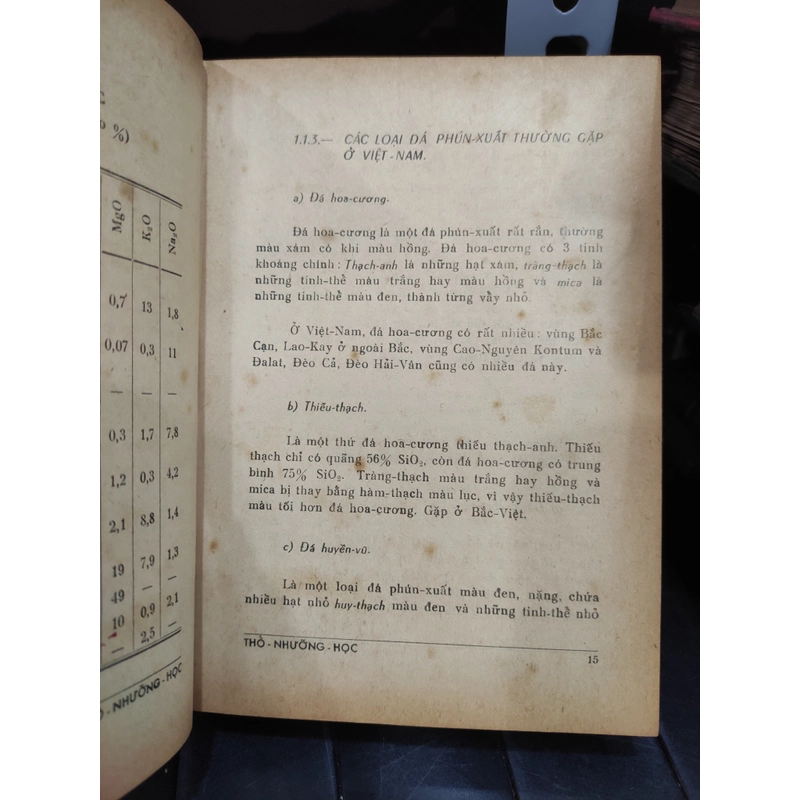 %)
MgO
K₂O
Na₂O
0,7 13 1,8
0,07 0,3 11
— — —
0,3 1,7 7,8
1,2 0,3 4,2
2,1 8,8 1,4
19 7,9 1,3
49 — —
10 0,9 2,1
— 2,5 —
- NHƯỠNG - HỌC
1.1.3.— CÁC LOẠI ĐÁ PHÚN-XUẤT THƯỜNG GẶP
Ở VIỆT-NAM.
a) Đá hoa-cương.
Đá hoa-cương là một đá phún-xuất rất rắn, thường
màu xám có khi màu hồng. Đá hoa-cương có 3 tinh
khoáng chính : Thạch-anh là những hạt xám, tràng-thạch là
những tinh-thể màu trắng hay màu hồng và mica là
những tinh-thể màu đen, thành từng vảy nhỏ.
Ở Việt-Nam, đá hoa-cương có rất nhiều : vùng Bắc
Cạn, Lao-Kay ở ngoài Bắc, vùng Cao-Nguyên Kontum và
Đalat, Đèo Cả, Đèo Hải-Vân cũng có nhiều đá này.
b) Thiếu-thạch.
Là một thứ đá hoa-cương thiếu thạch-anh. Thiếu
thạch chỉ có quãng 56% SiO₂, còn đá hoa-cương có trung
bình 75% SiO₂. Tràng-thạch màu trắng hay hồng và
mica bị thay bằng hàm-thạch màu lục, vì vậy thiếu-thạch
màu tối hơn đá hoa-cương. Gặp ở Bắc-Việt.
c) Đá huyền-vũ.
Là một loại đá phún-xuất màu đen, nặng, chứa
nhiều hạt nhỏ huy-thạch màu đen và những tinh-thể nhỏ
THỔ - NHƯỠNG - HỌC
15